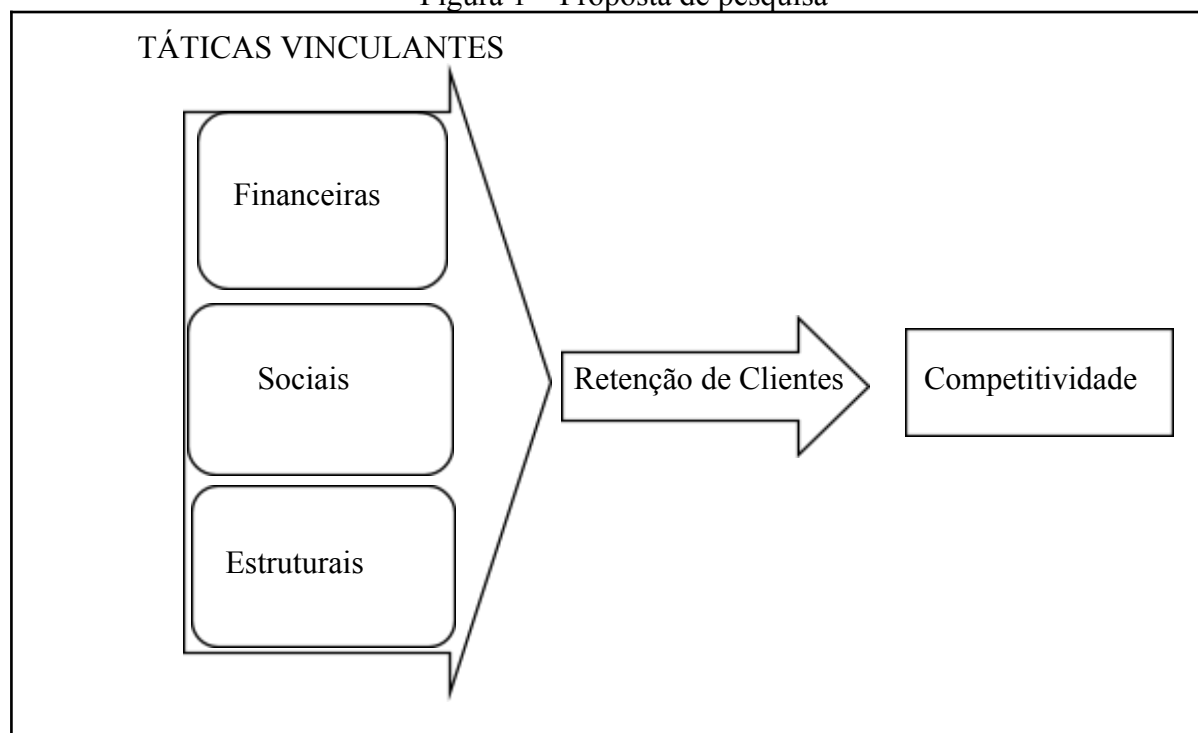 Figura 1 – Proposta de pesquisa
TÁTICAS VINCULANTES
Financeiras
Sociais
Retenção de Clientes
Competitividade
Estruturais